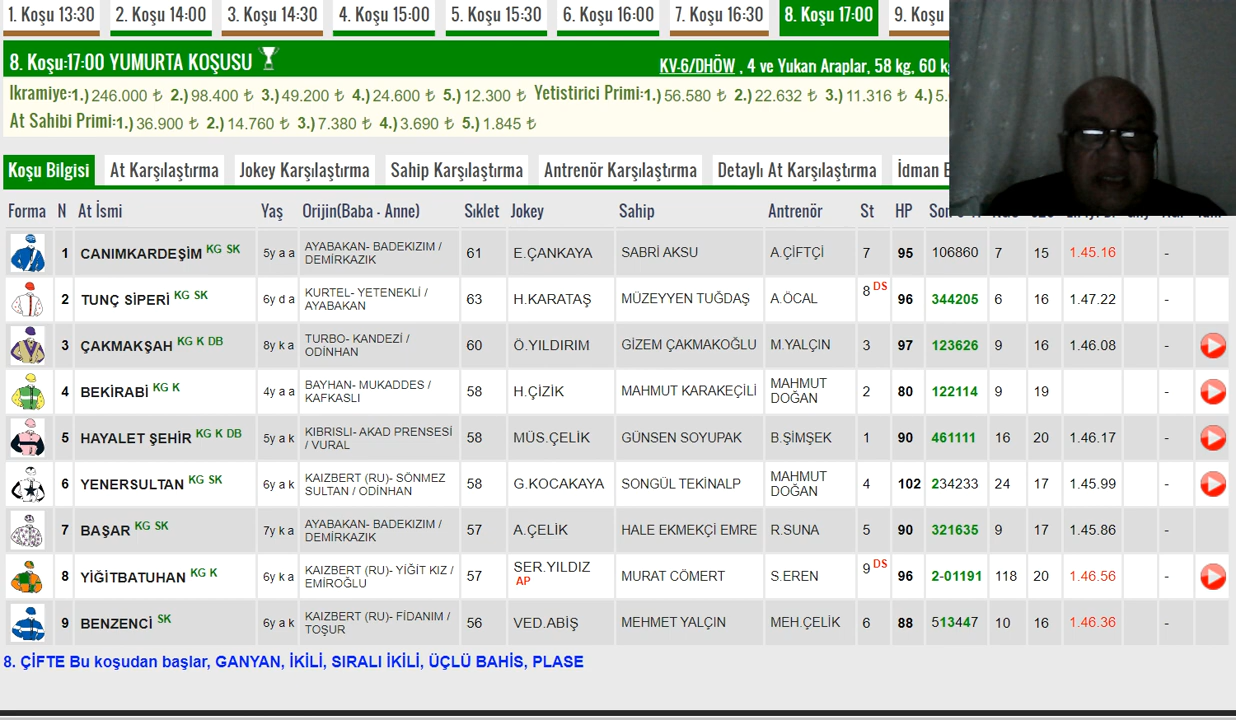 1. Koşu 13:30 2. Koşu 14:00 3. Koşu 14:30 4. Koşu 15:00 5. Koşu 15:30 6. Koşu 16:00 7. Koşu 16:30 8. Koşu 17:00 9. Koşu
8. Koşu:17:00 YUMURTA KOŞUSU KV-6/DHÖW , 4 ve Yukarı Araplar, 58 kg, 60 kg
Ikramiye:1.) 246.000 ₺ 2.) 98.400 ₺ 3.) 49.200 ₺ 4.) 24.600 ₺ 5.) 12.300 ₺ Yetistirici Primi:1.) 56.580 ₺ 2.) 22.632 ₺ 3.) 11.316 ₺ 4.) 5.
At Sahibi Primi:1.) 36.900 ₺ 2.) 14.760 ₺ 3.) 7.380 ₺ 4.) 3.690 ₺ 5.) 1.845 ₺
Koşu Bilgisi At Karşılaştırma Jokey Karşılaştırma Sahip Karşılaştırma Antrenör Karşılaştırma Detaylı At Karşılaştırma İdman
Forma N At İsmi Yaş Orijin(Baba - Anne) Sıklet Jokey Sahip Antrenör St HP
1 CANIMKARDEŞİM KG SK 5y a a AYABAKAN- BADEKIZIM / DEMİRKAZIK 61 E.ÇANKAYA SABRİ AKSU A.ÇİFTÇİ 7 95 106860 7 15 1.45.16 -
2 TUNÇ SİPERİ KG SK 6y d a KURTEL- YETENEKLİ / AYABAKAN 63 H.KARATAŞ MÜZEYYEN TUĞDAŞ A.ÖCAL 8 DS 96 344205 6 16 1.47.22 -
3 ÇAKMAKŞAH KG K DB 8y k a TURBO- KANDEZİ / ODİNHAN 60 Ö.YILDIRIM GİZEM ÇAKMAKOĞLU M.YALÇIN 3 97 123626 9 16 1.46.08 -
4 BEKİRABİ KG K 4y a a BAYHAN- MUKADDES / KAFKASLI 58 H.ÇİZİK MAHMUT KARAKEÇİLİ MAHMUT DOĞAN 2 80 122114 9 19 -
5 HAYALET ŞEHİR KG K DB 5y a k KIBRISLI- AKAD PRENSESİ / VURAL 58 MÜS.ÇELİK GÜNSEN SOYUPAK B.ŞİMŞEK 1 90 461111 16 20 1.46.17 -
6 YENERSULTAN KG SK 6y a k KAIZBERT (RU)- SÖNMEZ SULTAN / ODİNHAN 58 G.KOCAKAYA SONGÜL TEKİNALP MAHMUT DOĞAN 4 102 234233 24 17 1.45.99 -
7 BAŞAR KG SK 7y k a AYABAKAN- BADEKIZIM / DEMİRKAZIK 57 A.ÇELİK HALE EKMEKÇİ EMRE R.SUNA 5 90 321635 9 17 1.45.86 -
8 YİĞİTBATUHAN KG K 6y k a KAIZBERT (RU)- YİĞİT KIZ / EMİROĞLU 57 SER.YILDIZ AP MURAT CÖMERT S.EREN 9 DS 96 2-01191 118 20 1.46.56 -
9 BENZENCİ SK 6y a k KAIZBERT (RU)- FİDANIM / TOŞUR 56 VED.ABİŞ MEHMET YALÇIN MEH.ÇELİK 6 88 513447 10 16 1.46.36 -
8. ÇİFTE Bu koşudan başlar, GANYAN, İKİLİ, SIRALI İKİLİ, ÜÇLÜ BAHİS, PLASE